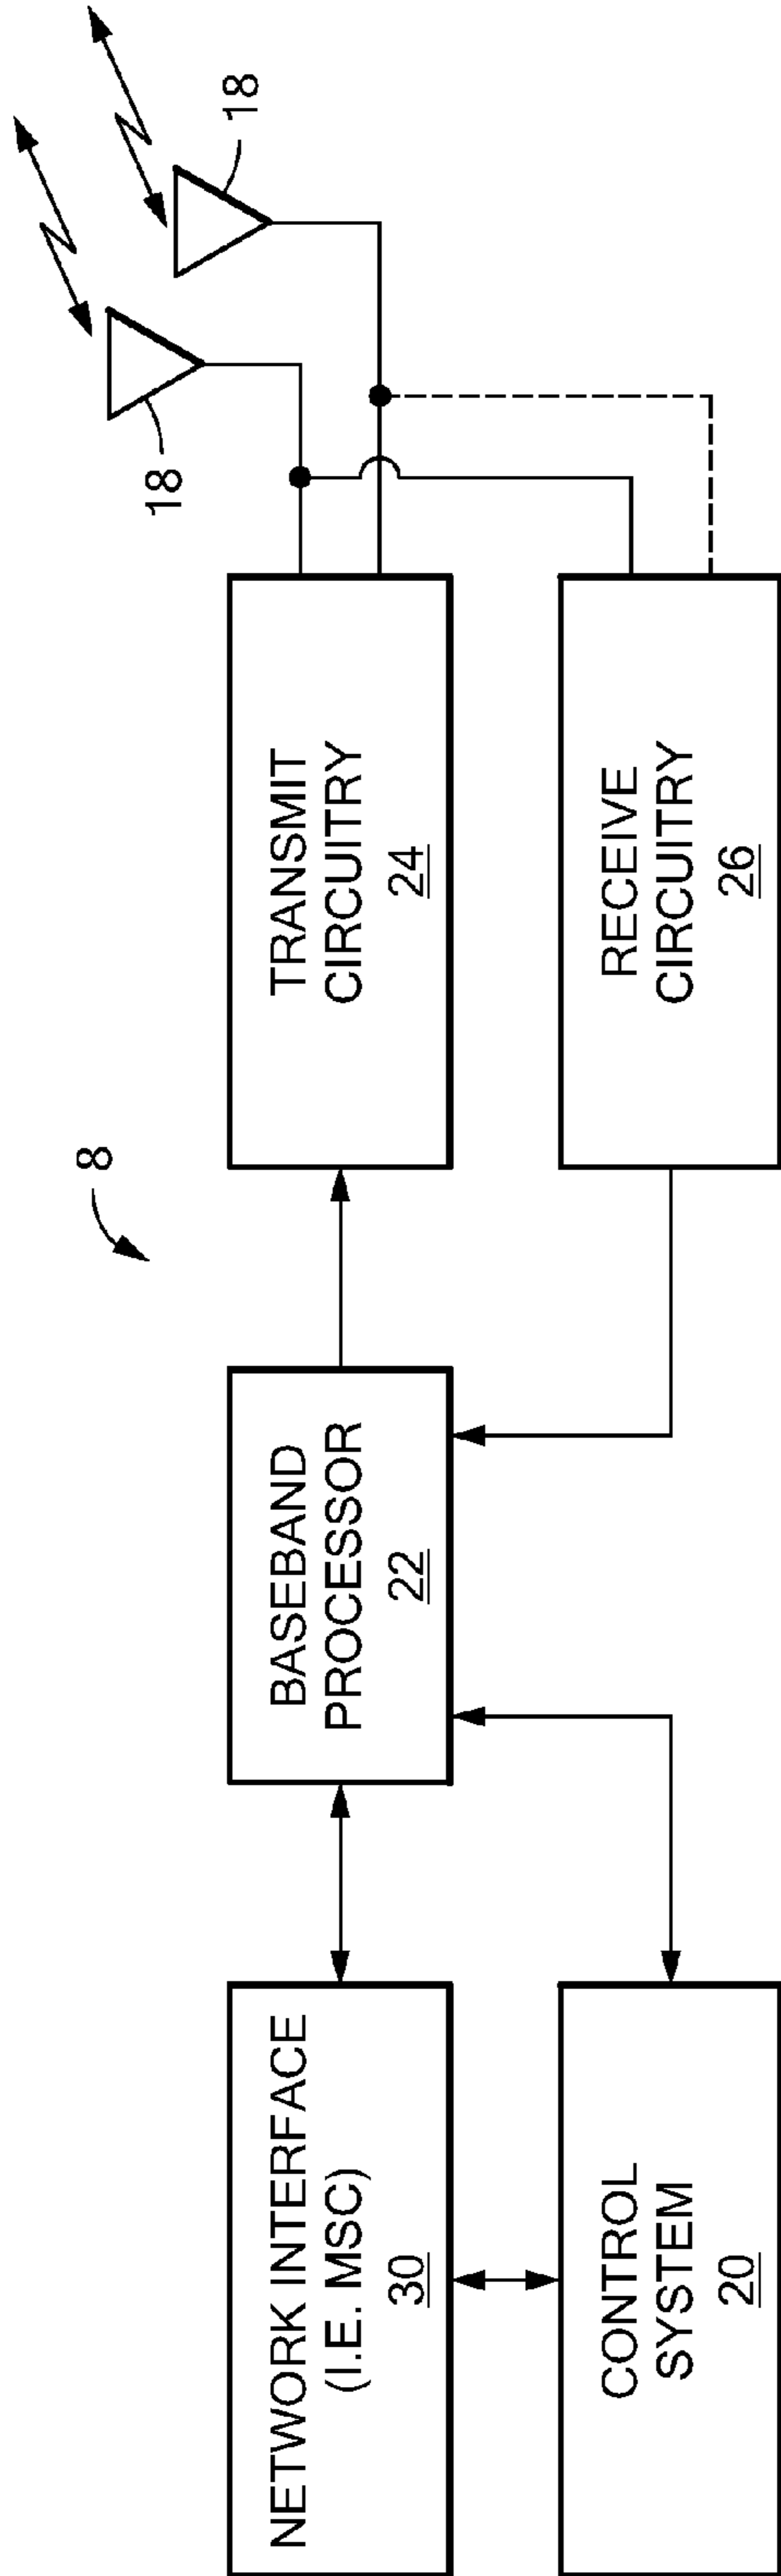 8
18
18
NETWORK INTERFACE
(I.E. MSC)
30
BASEBAND
PROCESSOR
22
TRANSMIT
CIRCUITRY
24
CONTROL
SYSTEM
20
RECEIVE
CIRCUITRY
26